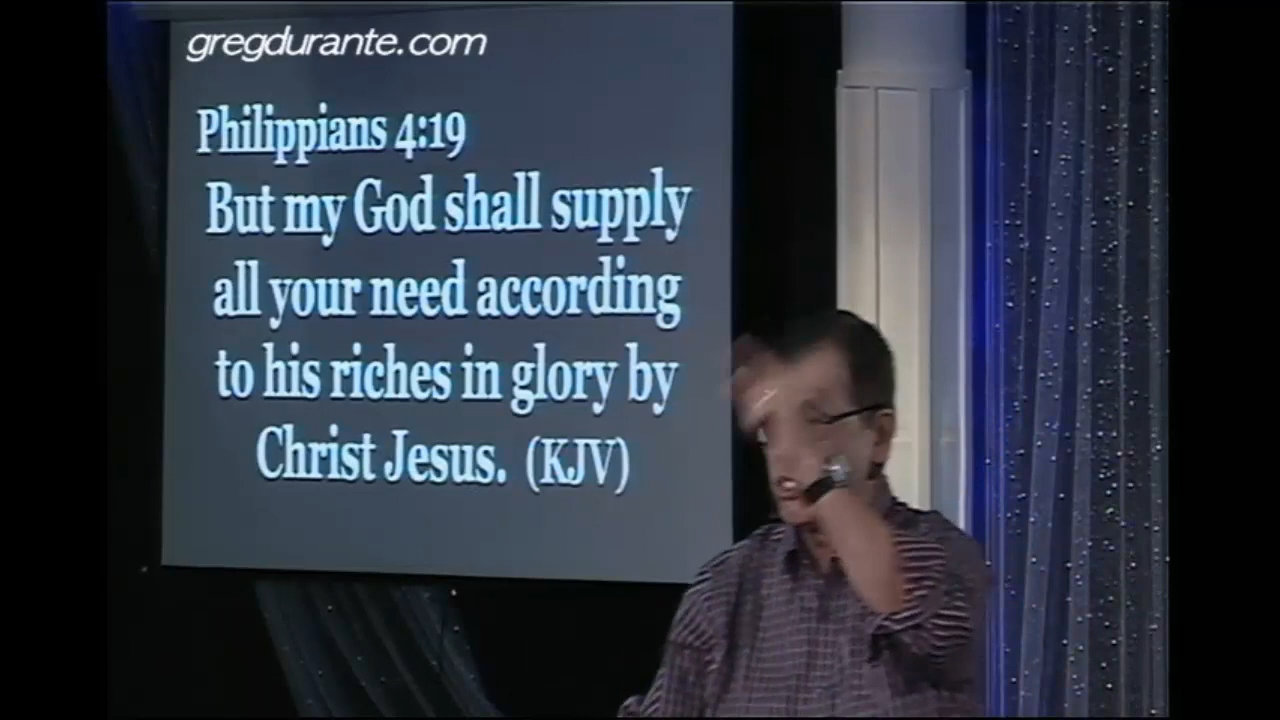 gregdurante.com
Philippians 4:19
But my God shall supply
all your need according
to his riches in glory by
Christ Jesus. (KJV)